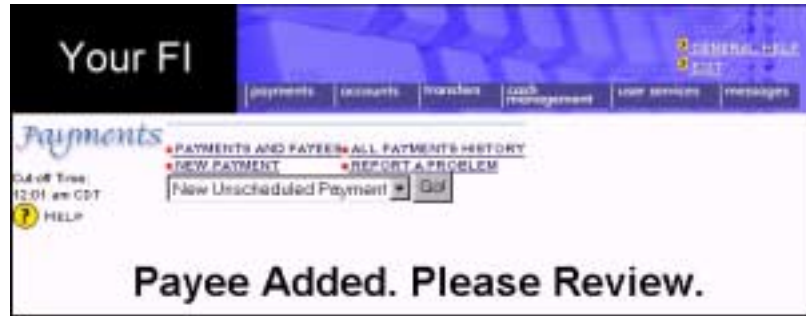 Your FI
GENERAL HELP
EXIT
payments accounts transfers cash management user services messages
Payments
PAYMENTS AND PAYEES ALL PAYMENTS HISTORY
NEW PAYMENT REPORT A PROBLEM
Cut-off Time:
12:01 am CDT
New Unscheduled Payment Go!
? HELP
Payee Added. Please Review.